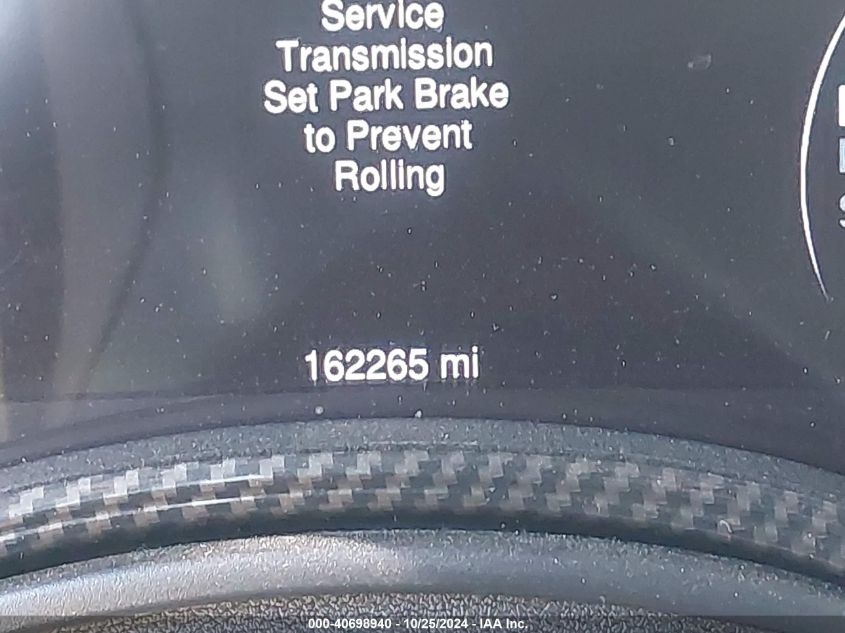 Service
Transmission
Set Park Brake
to Prevent
Rolling
162265 mi
000-40698940 - 10/25/2024 - IAA Inc.